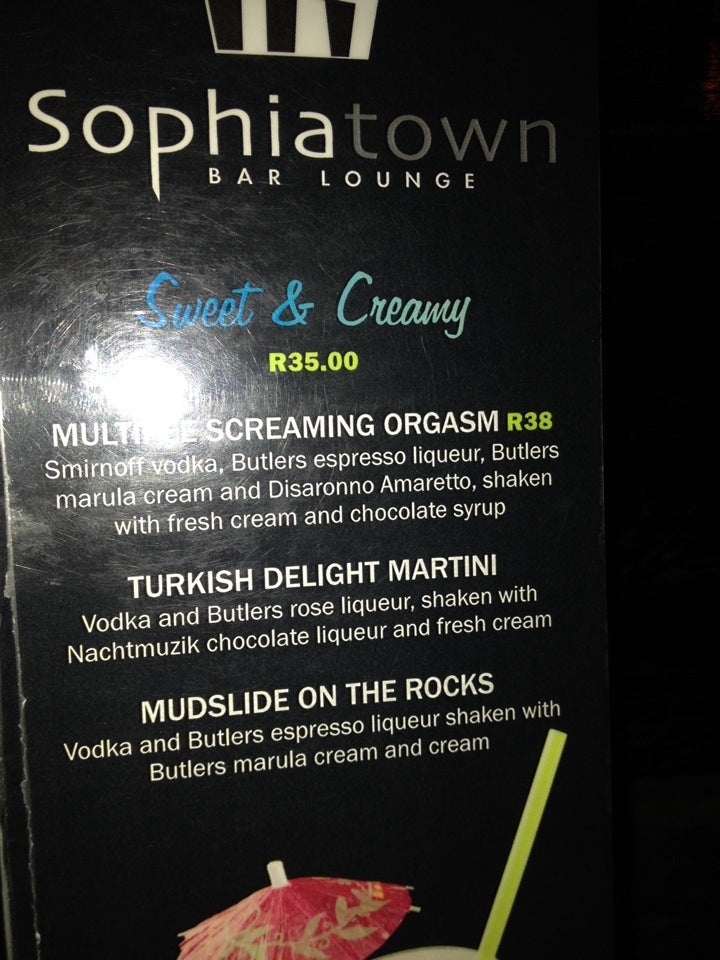 Sophiatown
BAR LOUNGE
Sweet & Creamy
R35.00
SCREAMING ORGASM R38
Smirnoff vodka, Butlers espresso liqueur, Butlers
marula cream and Disaronno Amaretto, shaken
with fresh cream and chocolate syrup
TURKISH DELIGHT MARTINI
Vodka and Butlers rose liqueur, shaken with
Nachtmuzik chocolate liqueur and fresh cream
MUDSLIDE ON THE ROCKS
Vodka and Butlers espresso liqueur shaken with
Butlers marula cream and cream